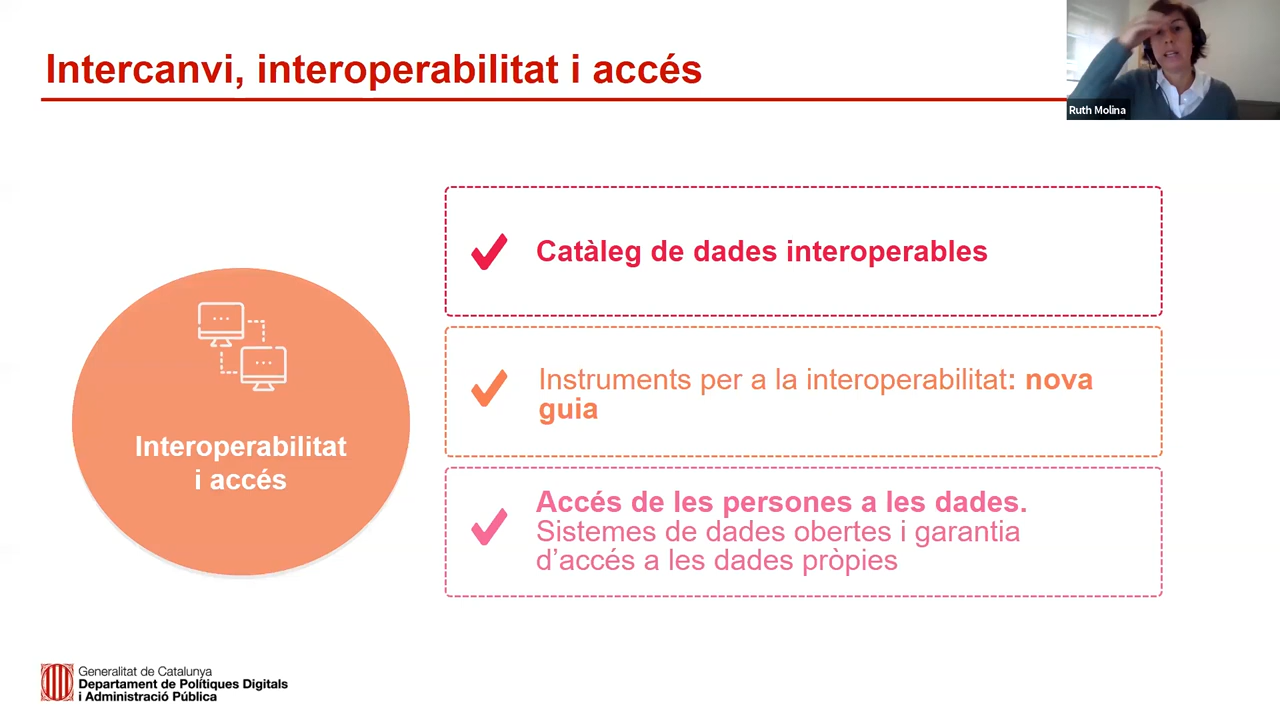 Intercanvi, interoperabilitat i accés
Ruth Molina
Catàleg de dades interoperables
Instruments per a la interoperabilitat: nova
guia
Interoperabilitat
i accés
Accés de les persones a les dades.
Sistemes de dades obertes i garantia
d’accés a les dades pròpies
Generalitat de Catalunya
Departament de Polítiques Digitals
i Administració Pública